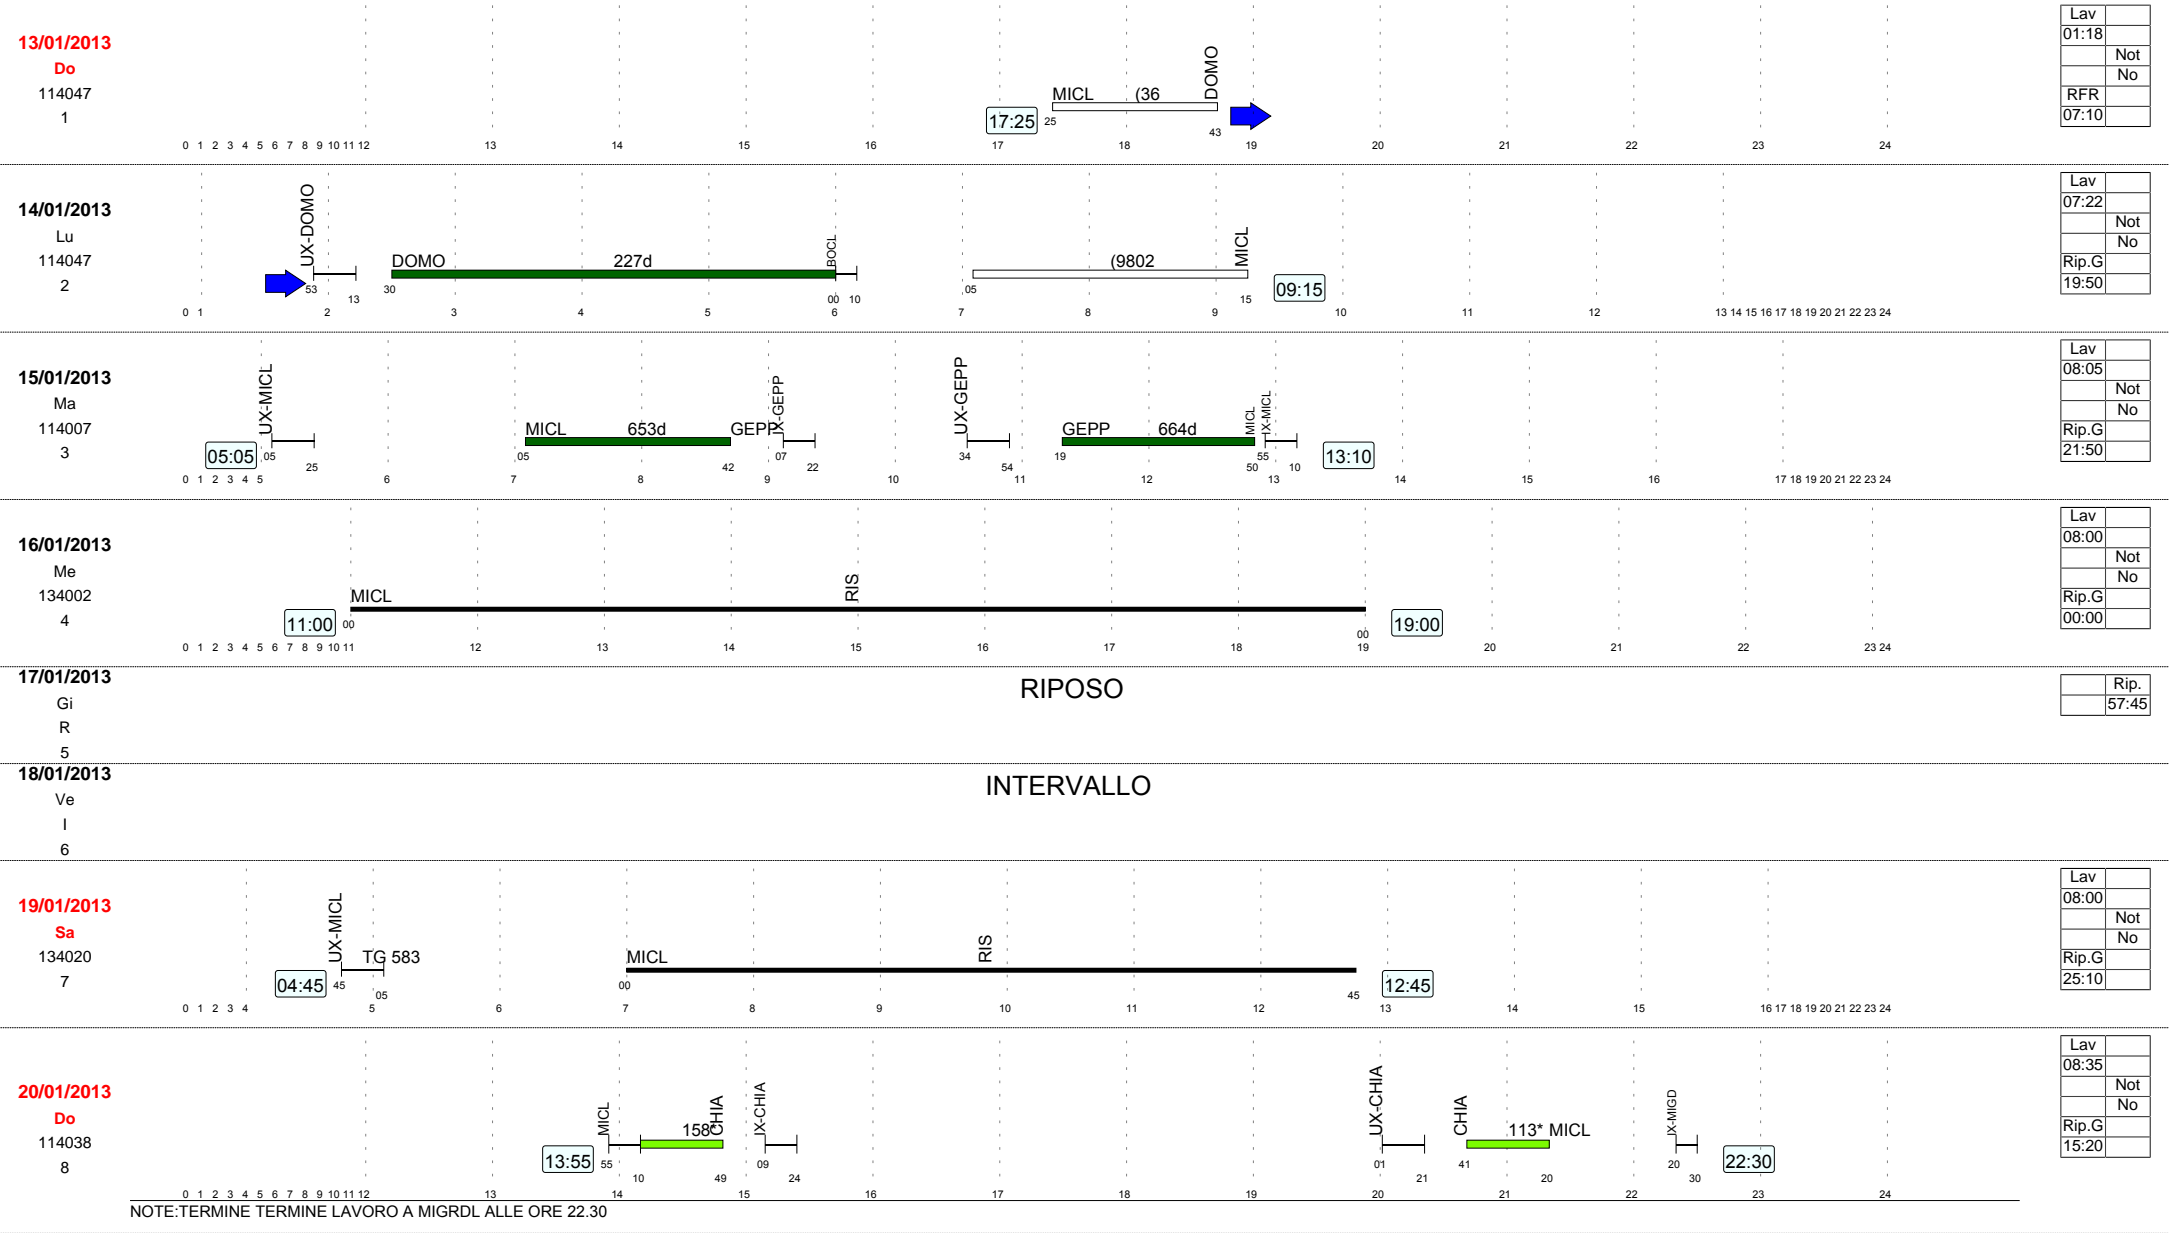 13/01/2013
Do
114047
1
17:25
MICL (36 DOMO
25 43
0 1 2 3 4 5 6 7 8 9 10 11 12 13 14 15 16 17 18 19 20 21 22 23 24
Lav
01:18
Not
No
RFR
07:10
14/01/2013
Lu
114047
2
UX-DOMO
53 13
DOMO 227d BOCL
30 00 10
(9802 MICL
05 15
09:15
0 1 2 3 4 5 6 7 8 9 10 11 12 13 14 15 16 17 18 19 20 21 22 23 24
Lav
07:22
Not
No
Rip.G
19:50
15/01/2013
Ma
114007
3
05:05
UX-MICL
05 25
MICL 653d GEPP
05 42
IX-GEPP
07 22
UX-GEPP
34 54
GEPP 664d MICL
19 50
IX-MICL
55 10
13:10
0 1 2 3 4 5 6 7 8 9 10 11 12 13 14 15 16 17 18 19 20 21 22 23 24
Lav
08:05
Not
No
Rip.G
21:50
16/01/2013
Me
134002
4
11:00
MICL RIS
00 00
19:00
0 1 2 3 4 5 6 7 8 9 10 11 12 13 14 15 16 17 18 19 20 21 22 23 24
Lav
08:00
Not
No
Rip.G
00:00
17/01/2013
Gi
R
5
RIPOSO
Rip.
57:45
18/01/2013
Ve
I
6
INTERVALLO
19/01/2013
Sa
134020
7
04:45
UX-MICL TG 583
45 05
MICL RIS
00 45
12:45
0 1 2 3 4 5 6 7 8 9 10 11 12 13 14 15 16 17 18 19 20 21 22 23 24
Lav
08:00
Not
No
Rip.G
25:10
20/01/2013
Do
114038
8
13:55
MICL 158* CHIA
55 10 49
IX-CHIA
09 24
UX-CHIA
01 21
CHIA 113* MICL
41 20
IX-MIGD
20 30
22:30
0 1 2 3 4 5 6 7 8 9 10 11 12 13 14 15 16 17 18 19 20 21 22 23 24
Lav
08:35
Not
No
Rip.G
15:20
NOTE:TERMINE TERMINE LAVORO A MIGRDL ALLE ORE 22.30